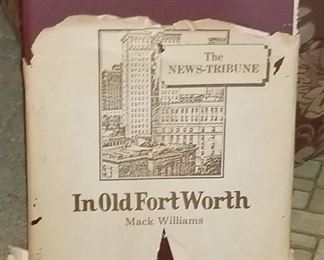 The
NEWS-TRIBUNE
In Old Fort Worth
Mack Williams